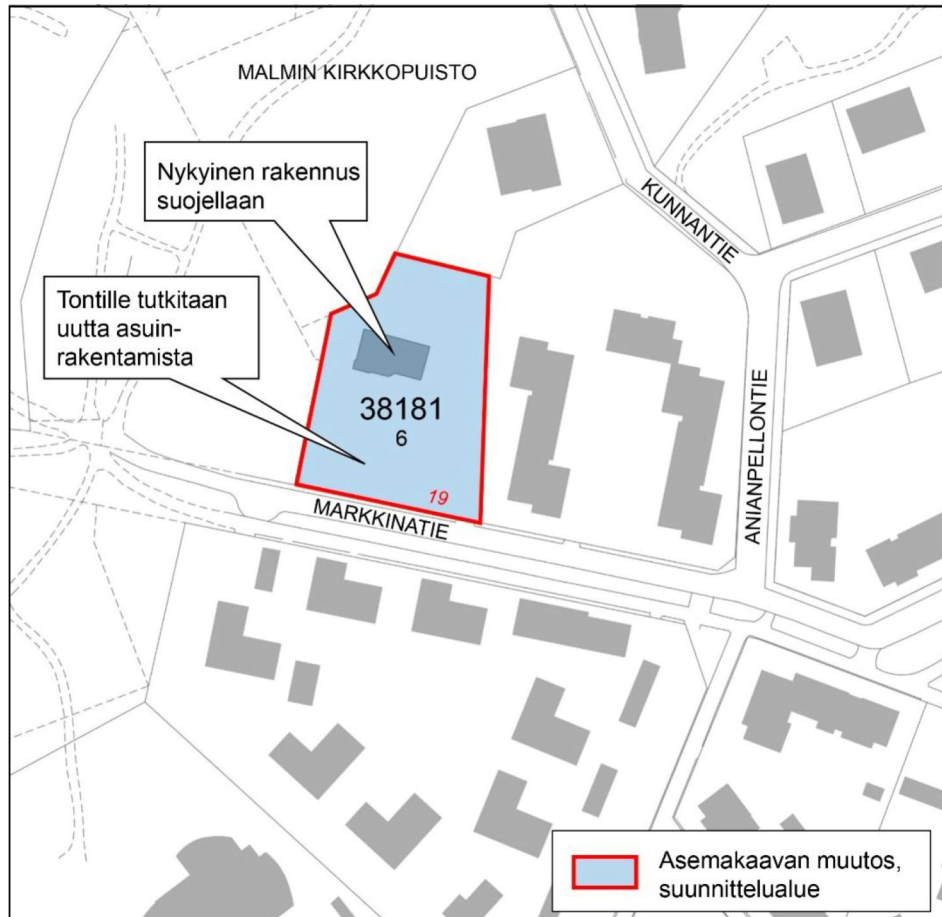 MALMIN KIRKKOPUISTO
Nykyinen rakennus
suojellaan
KUNNANTIE
Tontille tutkitaan
uutta asuin-
rakentamista
38181
6
19
MARKKINATIE
ANIANPELLONTIE
Asemakaavan muutos,
suunnittelualue